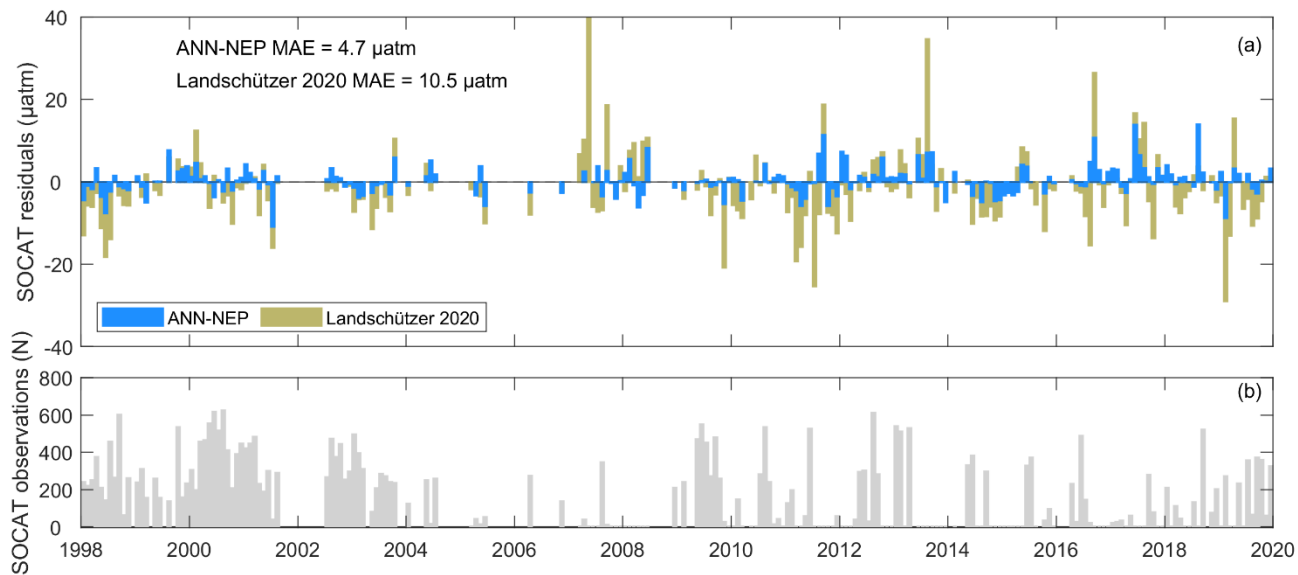 SOCAT residuals (µatm)
40
20
0
-20
-40
ANN-NEP MAE = 4.7 µatm
Landschützer 2020 MAE = 10.5 µatm
(a)
ANN-NEP
Landschützer 2020
SOCAT observations (N)
800
600
400
200
0
(b)
1998
2000
2002
2004
2006
2008
2010
2012
2014
2016
2018
2020